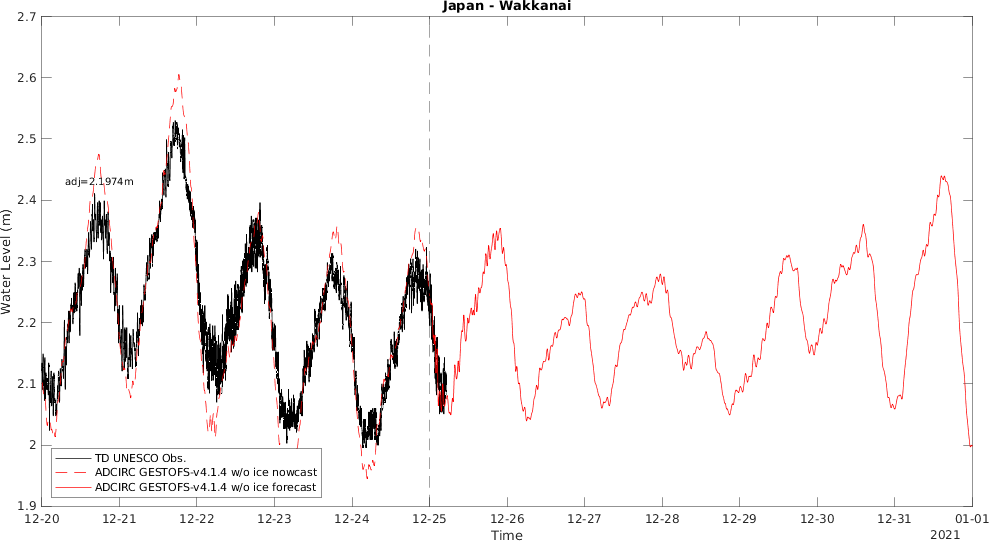 Japan - Wakkanai
2.7
2.6
2.5
2.4
2.3
2.2
2.1
2
1.9
Water Level (m)
adj=2.1974m
TD UNESCO Obs.
ADCIRC GESTOFS-v4.1.4 w/o ice nowcast
ADCIRC GESTOFS-v4.1.4 w/o ice forecast
12-20 12-21 12-22 12-23 12-24 12-25 12-26 12-27 12-28 12-29 12-30 12-31 01-01
Time
2021